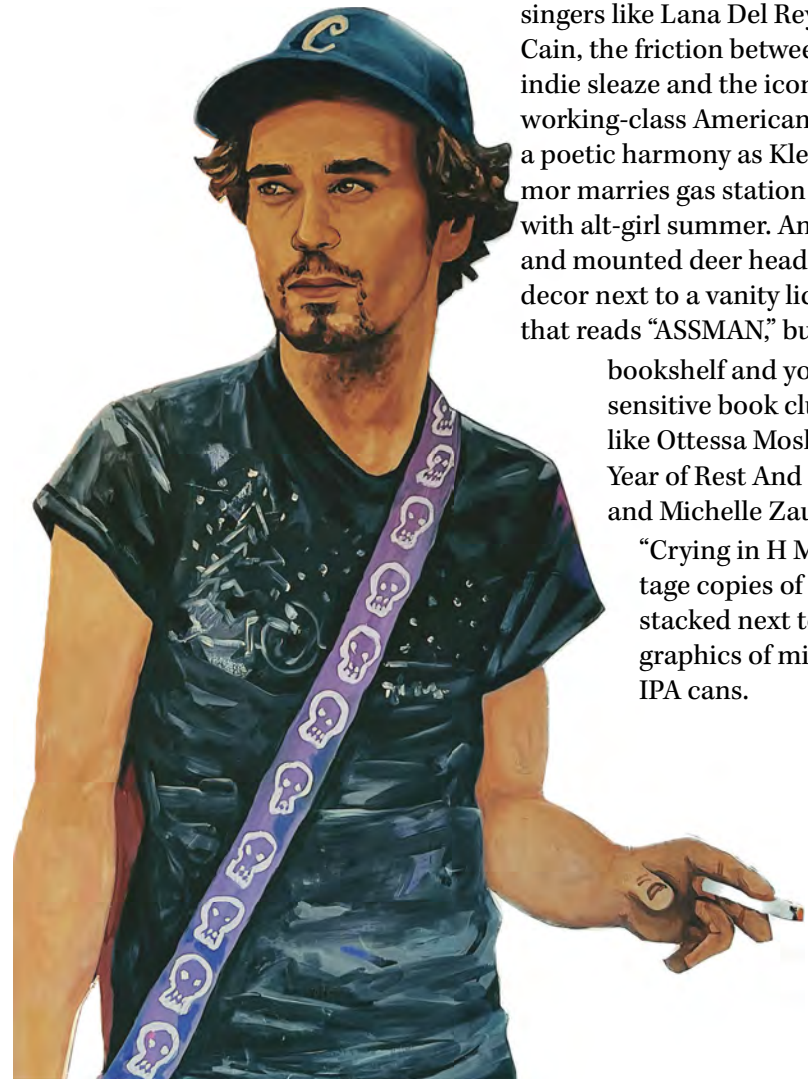 C
singers like Lana Del Rey
Cain, the friction betwee
indie sleaze and the icon
working-class American
a poetic harmony as Kle
mor marries gas station
with alt-girl summer. An
and mounted deer head
decor next to a vanity lic
that reads “ASSMAN,” bu
bookshelf and yo
sensitive book clu
like Ottessa Mosh
Year of Rest And
and Michelle Zau
“Crying in H M
tage copies of
stacked next to
graphics of mi
IPA cans.